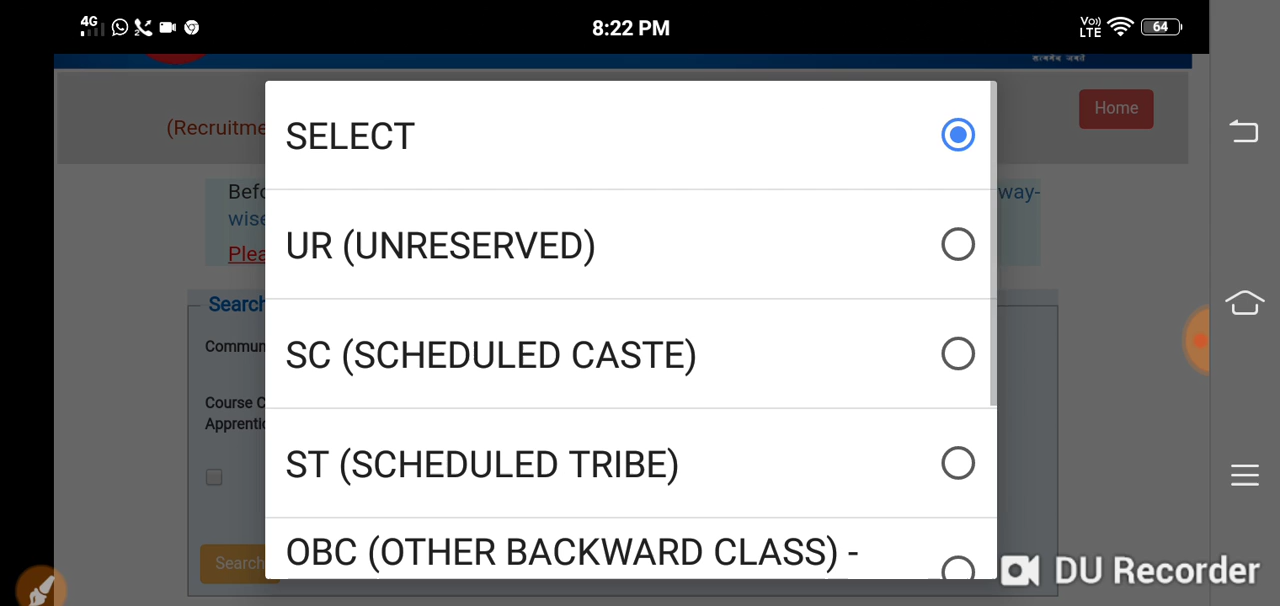 4G
8:22 PM
Vo)) LTE
64
Home
(Recruitme
SELECT
Befo
way-
wise
UR (UNRESERVED)
Plea
Search
Commun
SC (SCHEDULED CASTE)
Course C
Apprentic
ST (SCHEDULED TRIBE)
OBC (OTHER BACKWARD CLASS) -
Search
DU Recorder